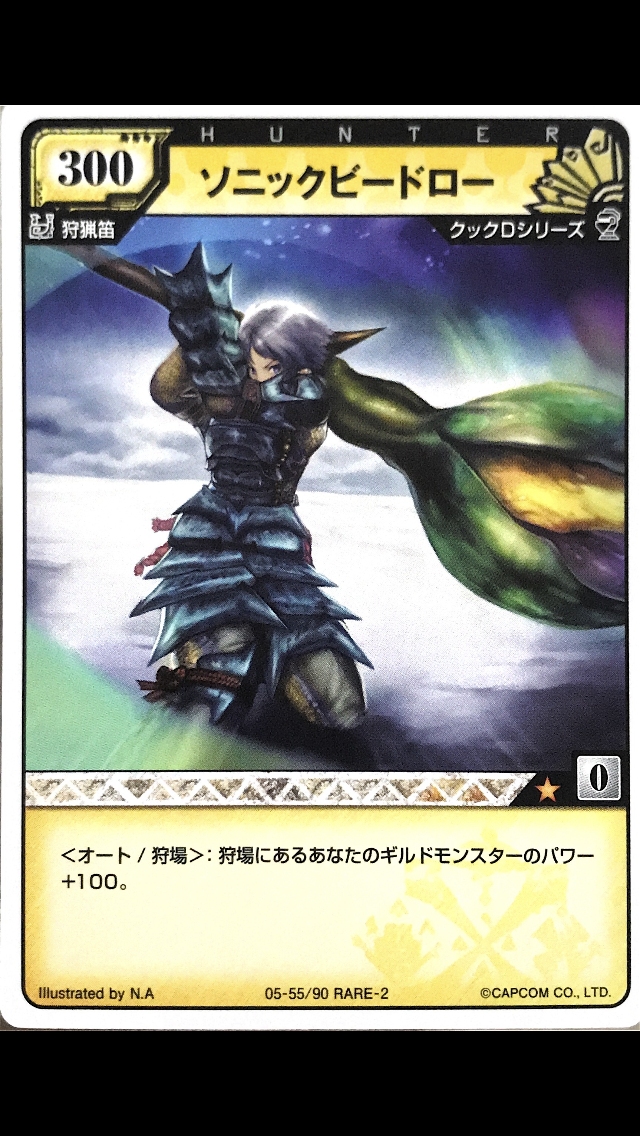 HUNTER
300
ソニックビードロー
狩猟笛
クックDシリーズ
0
<オート / 狩場>: 狩場にあるあなたのギルドモンスターのパワー
+100。
Illustrated by N.A
05-55/90 RARE-2
©CAPCOM CO., LTD.